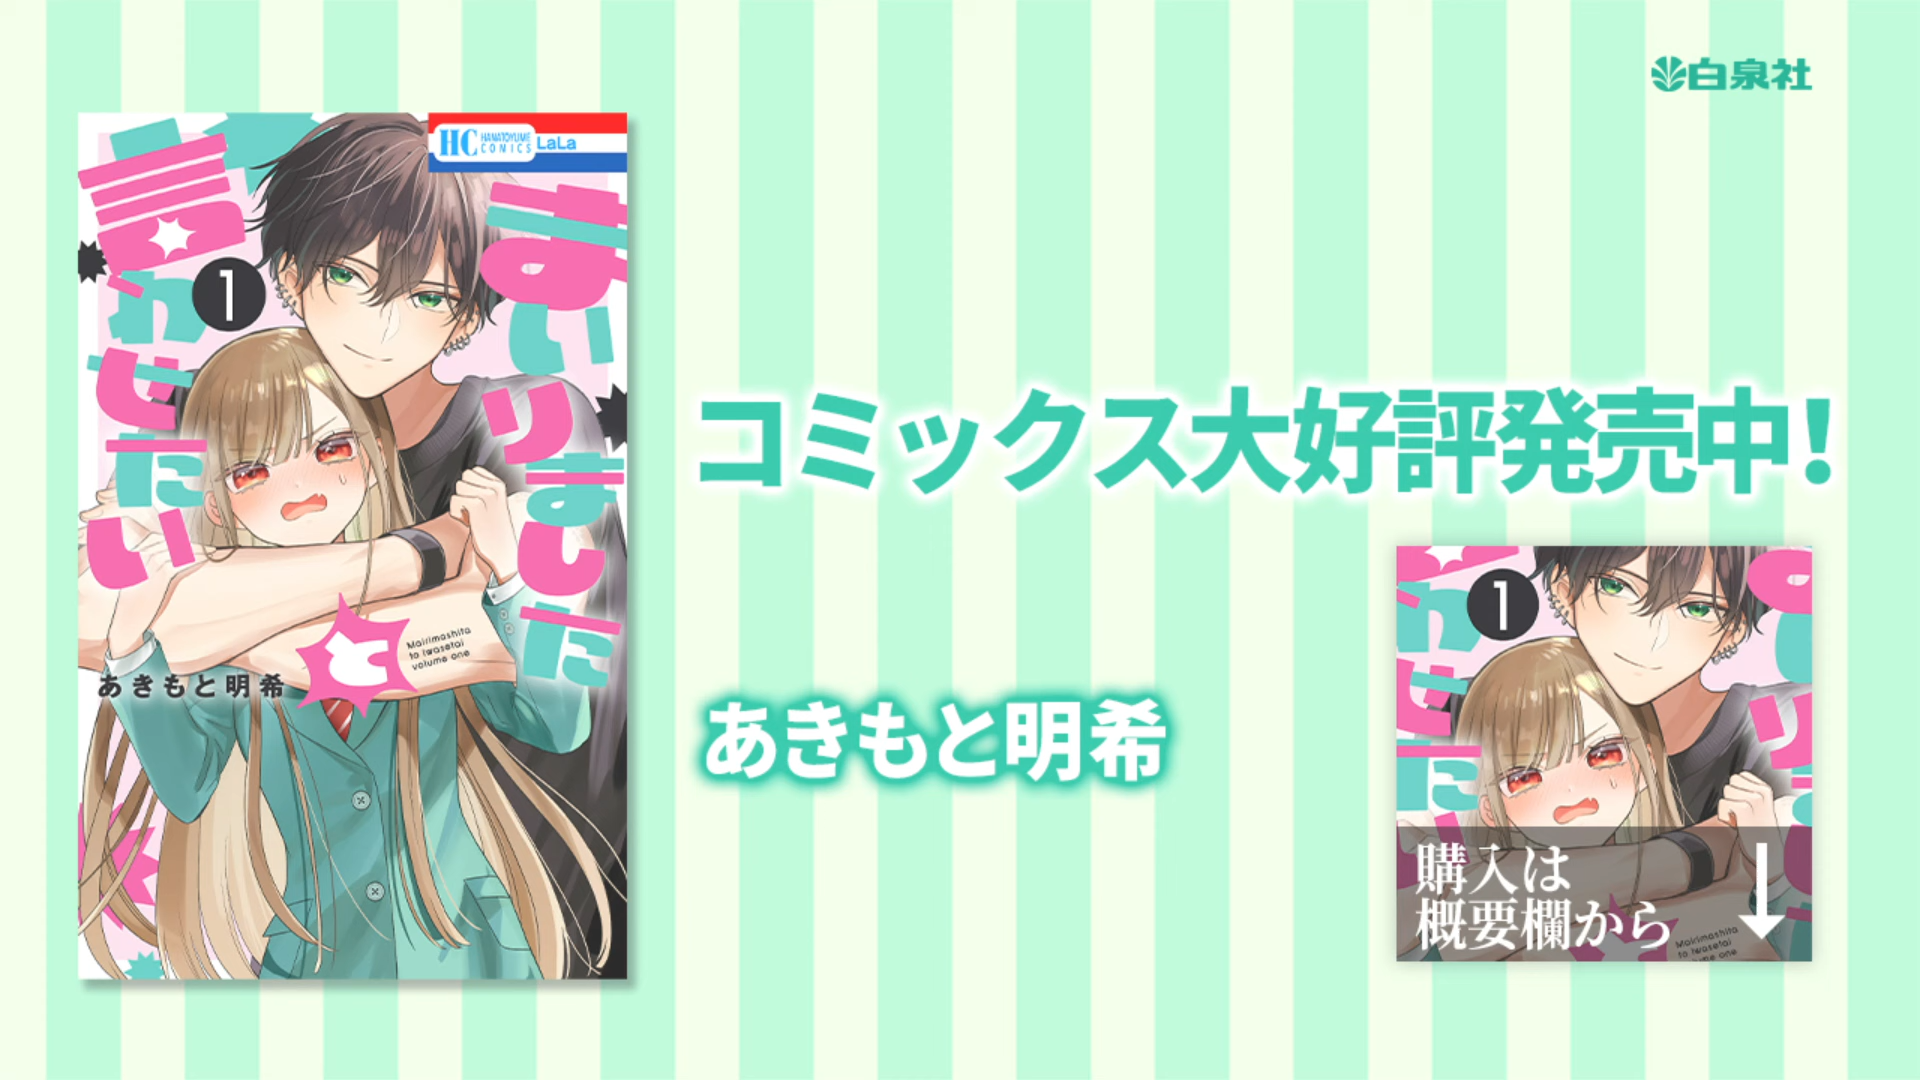 白泉社
HC HANATOYUME COMICS LaLa
まいりました
と
言わせたい
1
Mairimashita
to Iwasetai
volume one
あきもと明希
コミックス大好評発売中!
あきもと明希
1
購入は
概要欄から
↓
Mairimashita
to Iwasetai